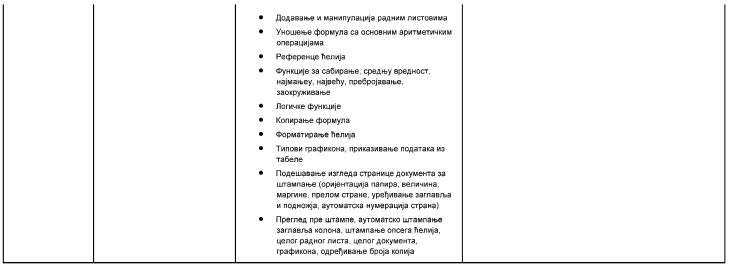 ● Додавање и манипулација радним листовима
● Уношење формула са основним аритметичким
операцијама
● Референце ћелија
● Функције за сабирање, средњу вредност,
најмањеу, највећу, пребројавање,
заокруживање
● Логичке функције
● Копирање формула
● Форматирање ћелија
● Типови графикона, приказивање података из
табеле
● Подешавање изгледа странице документа за
штампање (оријентација папира, величина,
маргине, прелом стране, уређивање заглавља
и подножја, аутоматска нумерација страна)
● Преглед пре штампе, аутоматско штампање
заглавља колона, штампање опсега ћелија,
целог радног листа, целог документа,
графикона, одређивање броја копија